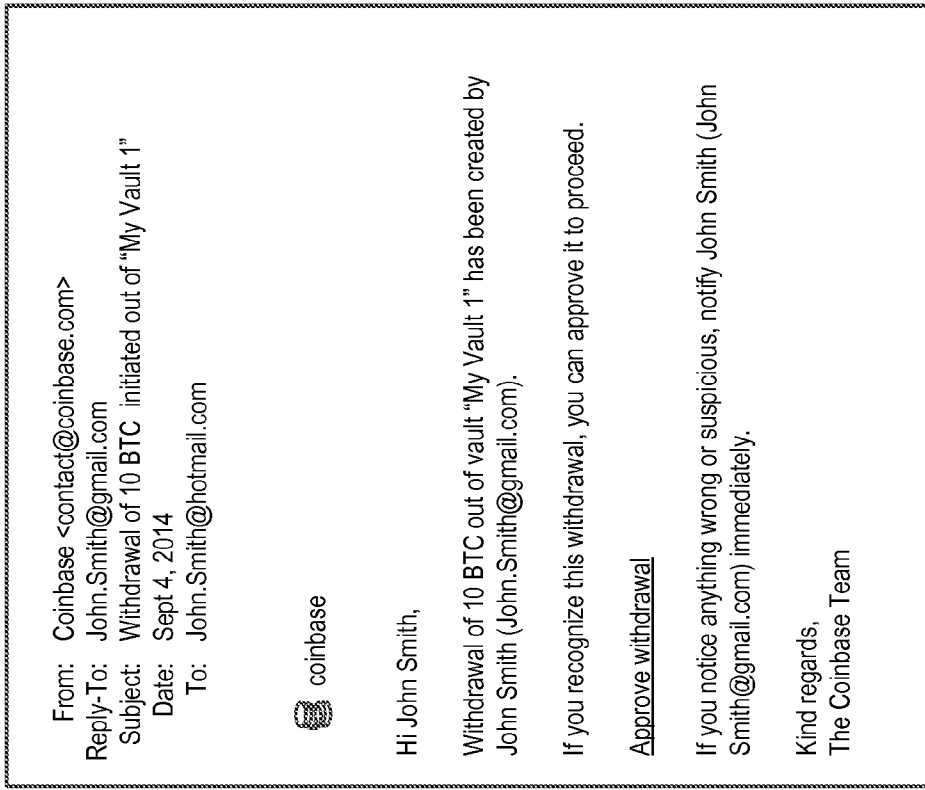 From: Coinbase <contact@coinbase.com>
Reply-To: John.Smith@gmail.com
Subject: Withdrawal of 10 BTC initiated out of “My Vault 1”
Date: Sept 4, 2014
To: John.Smith@hotmail.com
coinbase
Hi John Smith,
Withdrawal of 10 BTC out of vault “My Vault 1” has been created by
John Smith (John.Smith@gmail.com).
If you recognize this withdrawal, you can approve it to proceed.
Approve withdrawal
If you notice anything wrong or suspicious, notify John Smith (John
Smith@gmail.com) immediately.
Kind regards,
The Coinbase Team